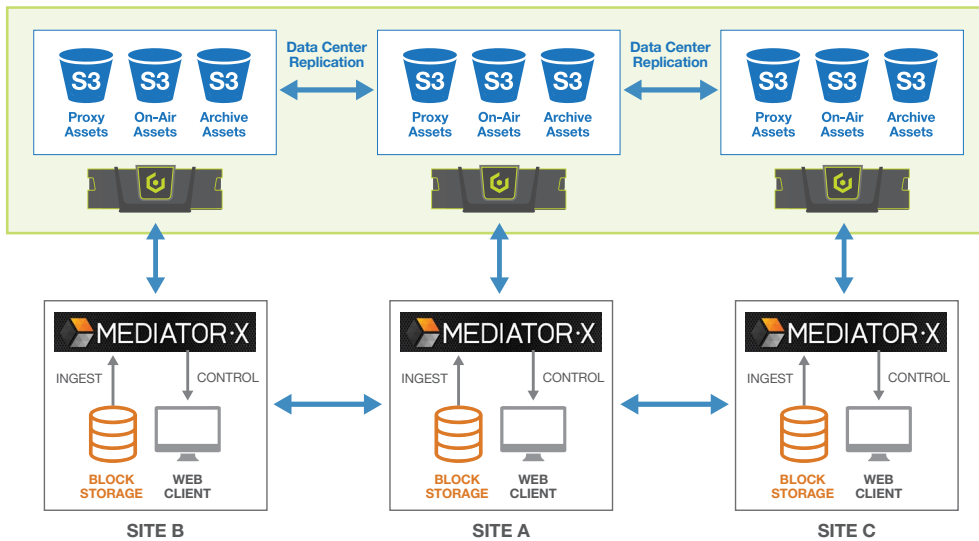 S3 S3 S3
Proxy Assets On-Air Assets Archive Assets
Data Center Replication
S3 S3 S3
Proxy Assets On-Air Assets Archive Assets
Data Center Replication
S3 S3 S3
Proxy Assets On-Air Assets Archive Assets
MEDIATOR·X
INGEST
CONTROL
BLOCK STORAGE
WEB CLIENT
SITE B
MEDIATOR·X
INGEST
CONTROL
BLOCK STORAGE
WEB CLIENT
SITE A
MEDIATOR·X
INGEST
CONTROL
BLOCK STORAGE
WEB CLIENT
SITE C